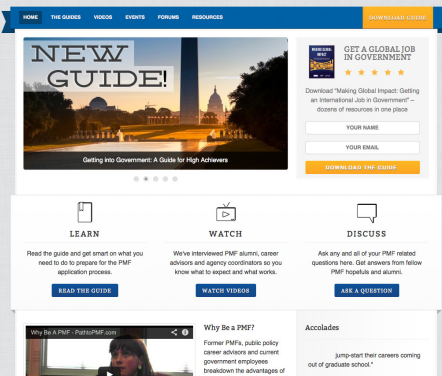 HOME THE GUIDES VIDEOS EVENTS FORUMS RESOURCES DOWNLOAD GUIDE
NEW
GUIDE!
Getting into Government: A Guide for High Achievers
MAKING GLOBAL
IMPACT
GET A GLOBAL JOB
IN GOVERNMENT
Download "Making Global Impact: Getting
an International Job in Government" –
dozens of resources in one place
YOUR NAME
YOUR EMAIL
DOWNLOAD THE GUIDE
LEARN
Read the guide and get smart on what you
need to do to prepare for the PMF
application process.
READ THE GUIDE
WATCH
We've interviewed PMF alumni, career
advisors and agency coordinators so you
know what to expect and what works.
WATCH VIDEOS
DISCUSS
Ask any and all of your PMF related
questions here. Get answers from fellow
PMF hopefuls and alumni.
ASK A QUESTION
Why Be A PMF - PathtoPMF.com
Why Be a PMF?
Former PMFs, public policy
career advisors and current
government employees
breakdown the advantages of
Accolades
jump-start their careers coming
out of graduate school."